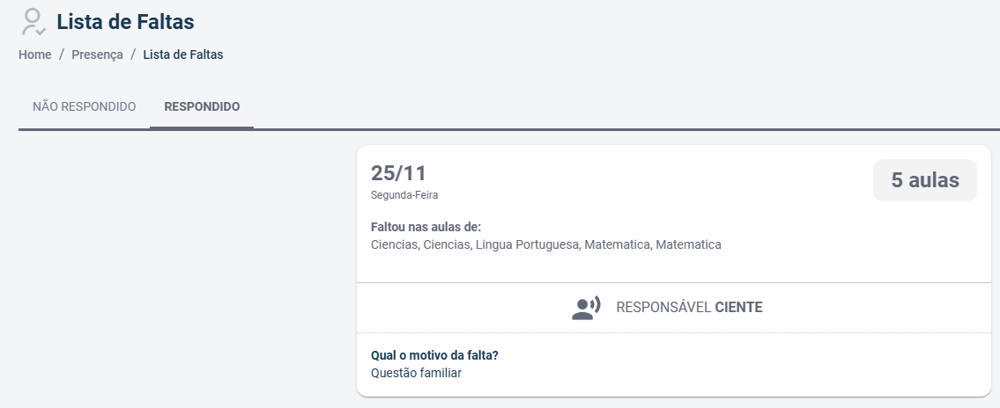 Lista de Faltas
Home / Presença / Lista de Faltas
NÃO RESPONDIDO RESPONDIDO
25/11
5 aulas
Segunda-Feira
Faltou nas aulas de:
Ciencias, Ciencias, Lingua Portuguesa, Matematica, Matematica
RESPONSÁVEL CIENTE
Qual o motivo da falta?
Questão familiar